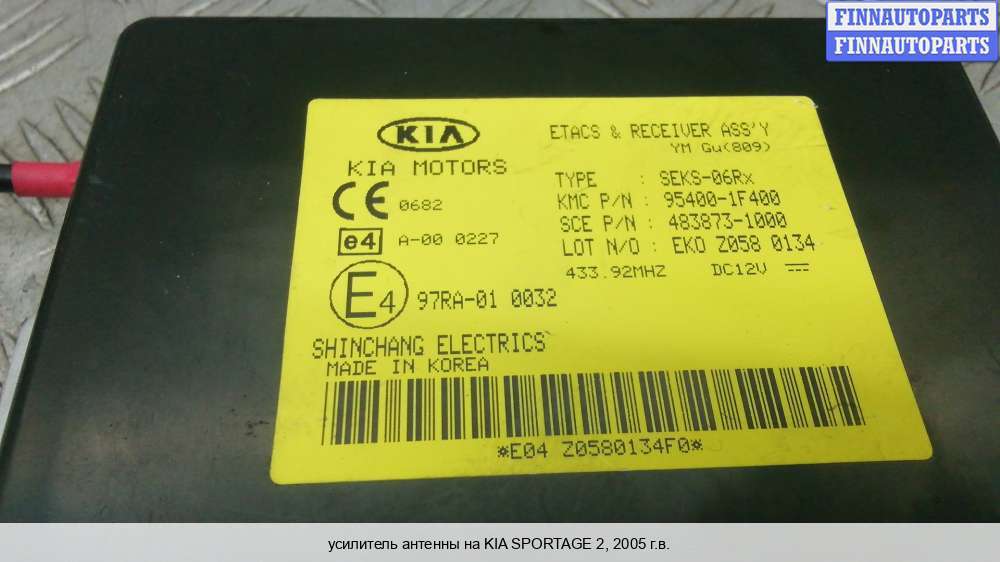 FINNAUTOPARTS
FINNAUTOPARTS
KIA
KIA MOTORS
CE 0682
e4 A-00 0227
E4 97RA-01 0032
SHINCHANG ELECTRICS
MADE IN KOREA
ETACS & RECEIVER ASS'Y
YM Gu(809)
TYPE : SEKS-06Rx
KMC P/N : 95400-1F400
SCE P/N : 483873-1000
LOT N/O : EKO Z058 0134
433.92MHZ DC12V
*E04 Z0580134F0*
усилитель антенны на KIA SPORTAGE 2, 2005 г.в.